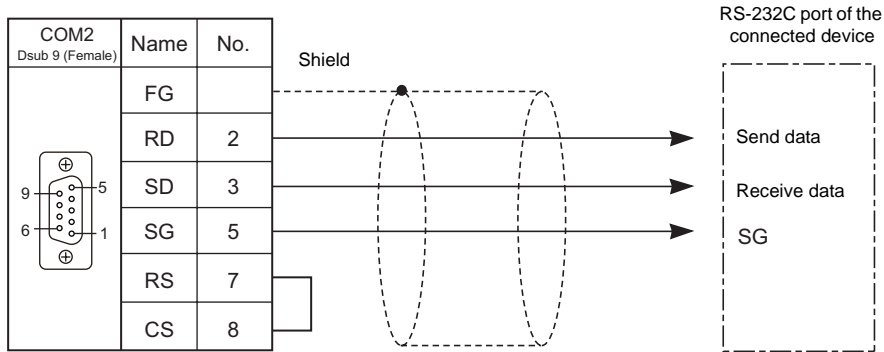 RS-232C port of the
connected device
COM2
Dsub 9 (Female)
Name
No.
Shield
FG
RD
2
Send data
SD
3
Receive data
SG
5
SG
RS
7
CS
8
9
5
6
1